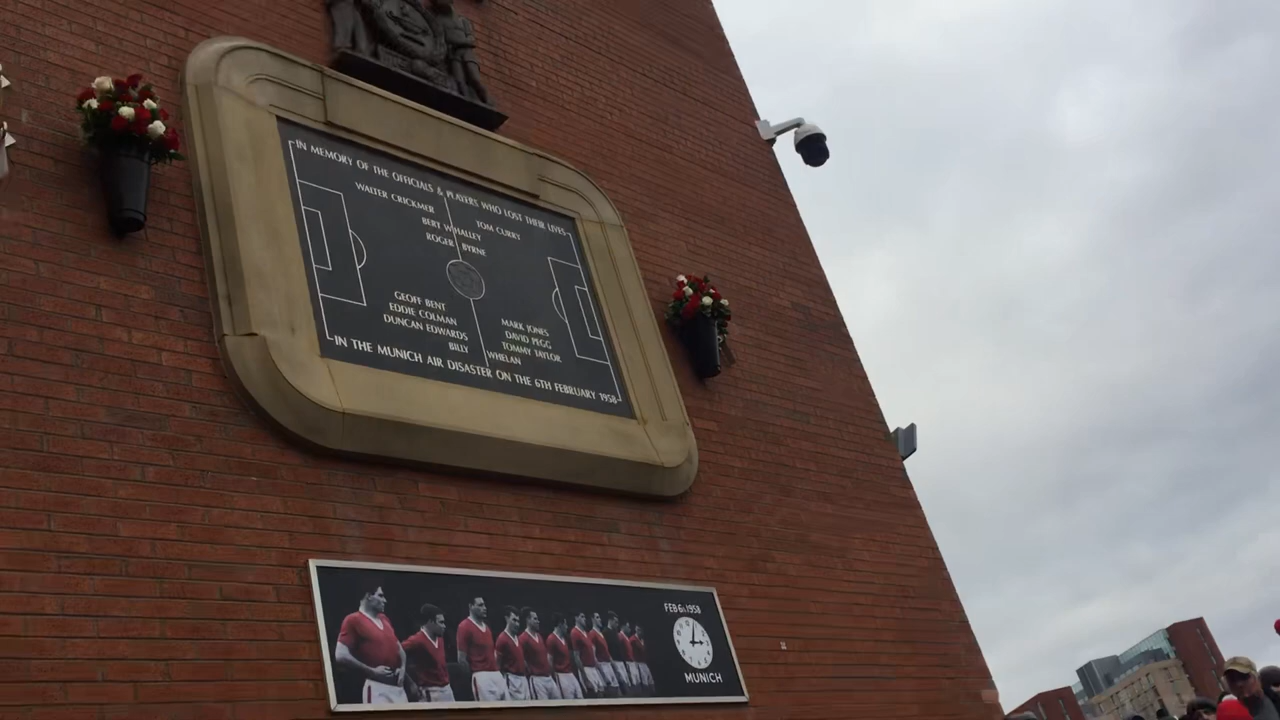 IN MEMORY OF THE OFFICIALS & PLAYERS WHO LOST THEIR LIVES
WALTER CRICKMER
TOM CURRY
BERT WHALLEY
ROGER BYRNE
GEOFF BENT
EDDIE COLMAN
DUNCAN EDWARDS
MARK JONES
DAVID PEGG
TOMMY TAYLOR
BILLY WHELAN
IN THE MUNICH AIR DISASTER ON THE 6TH FEBRUARY 1958
FEB 6th 1958
MUNICH